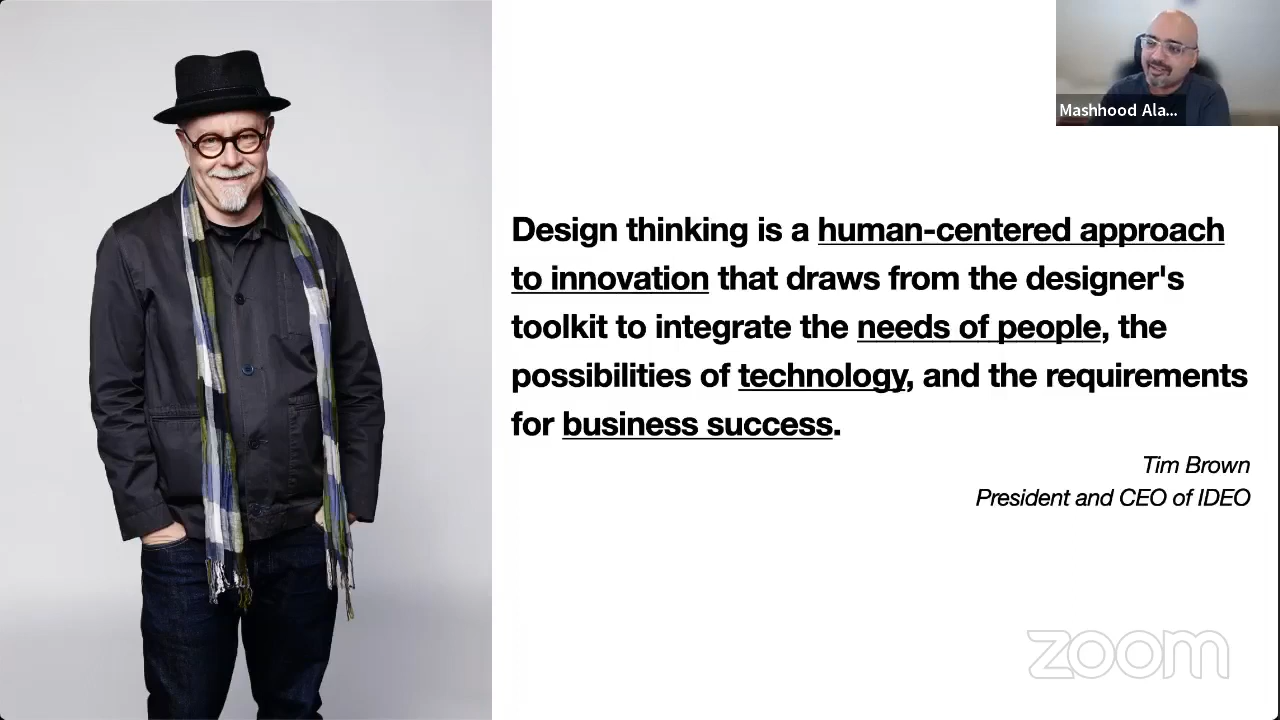 Mashhood Ala...
Design thinking is a human-centered approach
to innovation that draws from the designer's
toolkit to integrate the needs of people, the
possibilities of technology, and the requirements
for business success.
Tim Brown
President and CEO of IDEO
zoom